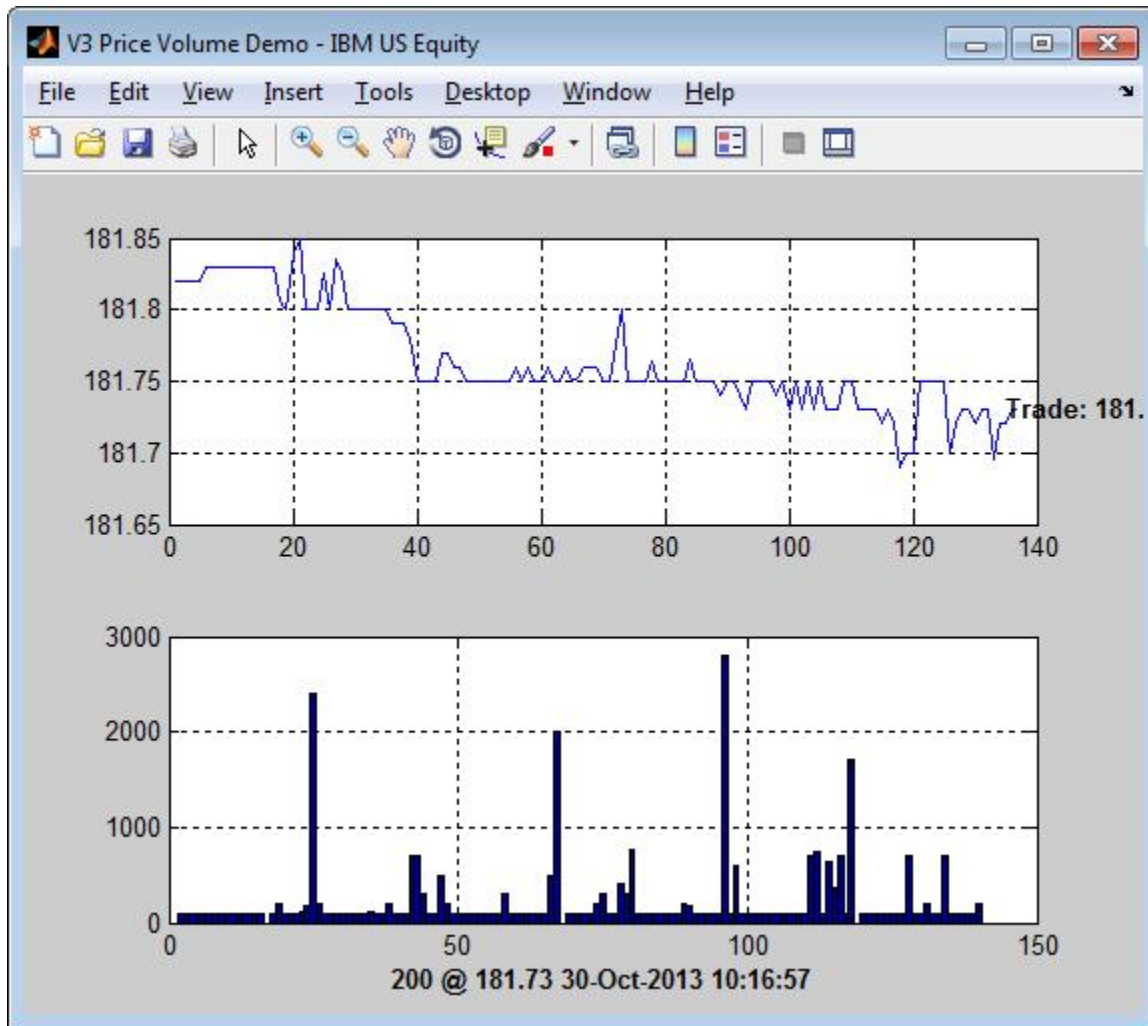 V3 Price Volume Demo - IBM US Equity
File Edit View Insert Tools Desktop Window Help
181.85
181.8
181.75
Trade: 181.
181.7
181.65
0 20 40 60 80 100 120 140
3000
2000
1000
0
0 50 100 150
200 @ 181.73 30-Oct-2013 10:16:57